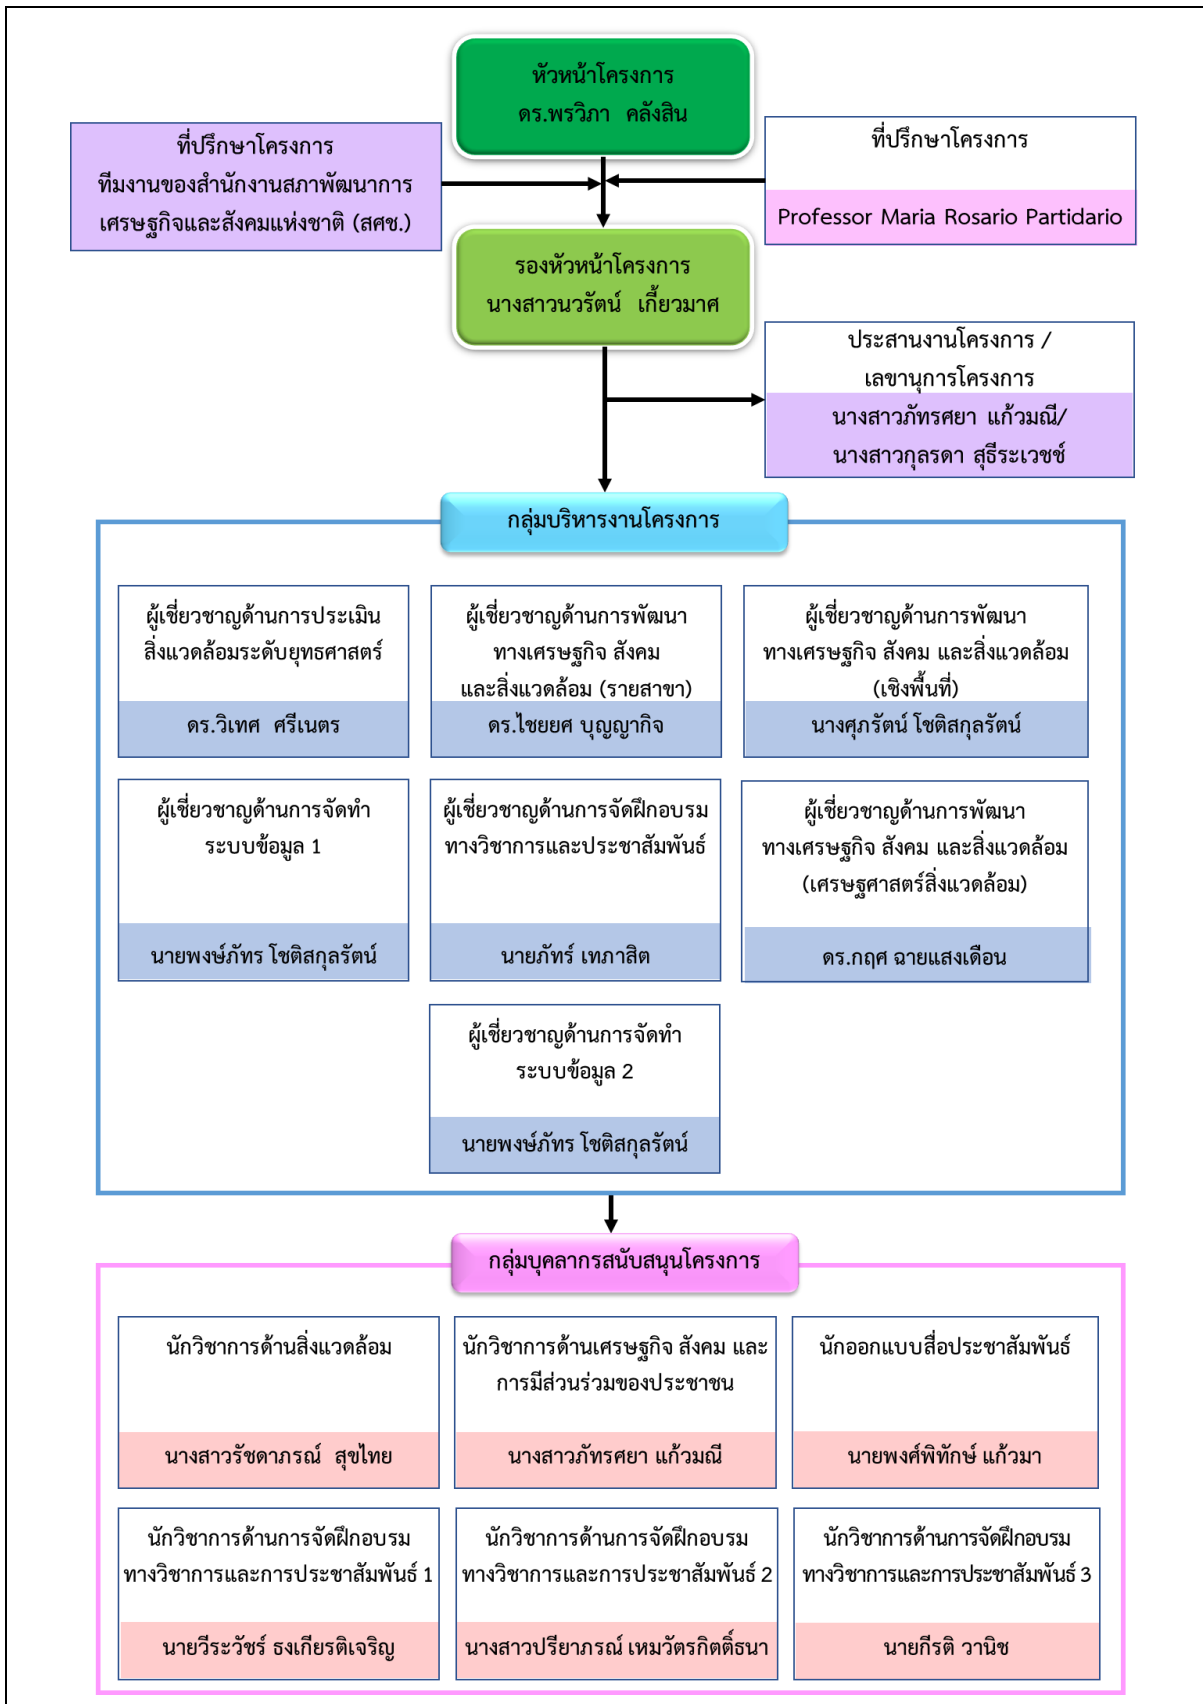 หัวหน้าโครงการ
ดร.พรวิภา คลังสิน
ที่ปรึกษาโครงการ
ทีมงานของสำนักงานสภาพัฒนาการ
เศรษฐกิจและสังคมแห่งชาติ (สศช.)
ที่ปรึกษาโครงการ
Professor Maria Rosario Partidario
รองหัวหน้าโครงการ
นางสาวนวรัตน์ เกี้ยวมาศ
ประสานงานโครงการ /
เลขานุการโครงการ
นางสาวภัทรศยา แก้วมณี/
นางสาวกุลรดา สุธีระเวชช์
กลุ่มบริหารงานโครงการ
ผู้เชี่ยวชาญด้านการประเมิน
สิ่งแวดล้อมระดับยุทธศาสตร์
ดร.วิเทศ ศรีเนตร
ผู้เชี่ยวชาญด้านการพัฒนา
ทางเศรษฐกิจ สังคม
และสิ่งแวดล้อม (รายสาขา)
ดร.ไชยยศ บุญญากิจ
ผู้เชี่ยวชาญด้านการพัฒนา
ทางเศรษฐกิจ สังคม และสิ่งแวดล้อม
(เชิงพื้นที่)
นางศุภรัตน์ โชติสกุลรัตน์
ผู้เชี่ยวชาญด้านการจัดทำ
ระบบข้อมูล 1
นายพงษ์ภัทร โชติสกุลรัตน์
ผู้เชี่ยวชาญด้านการจัดฝึกอบรม
ทางวิชาการและประชาสัมพันธ์
นายภัทร์ เทภาสิต
ผู้เชี่ยวชาญด้านการพัฒนา
ทางเศรษฐกิจ สังคม และสิ่งแวดล้อม
(เศรษฐศาสตร์สิ่งแวดล้อม)
ดร.กฤศ ฉายแสงเดือน
ผู้เชี่ยวชาญด้านการจัดทำ
ระบบข้อมูล 2
นายพงษ์ภัทร โชติสกุลรัตน์
กลุ่มบุคลากรสนับสนุนโครงการ
นักวิชาการด้านสิ่งแวดล้อม
นางสาวรัชดาภรณ์ สุขไทย
นักวิชาการด้านเศรษฐกิจ สังคม และ
การมีส่วนร่วมของประชาชน
นางสาวภัทรศยา แก้วมณี
นักออกแบบสื่อประชาสัมพันธ์
นายพงศ์พิทักษ์ แก้วมา
นักวิชาการด้านการจัดฝึกอบรม
ทางวิชาการและการประชาสัมพันธ์ 1
นายวีระวัชร์ ธงเกียรติเจริญ
นักวิชาการด้านการจัดฝึกอบรม
ทางวิชาการและการประชาสัมพันธ์ 2
นางสาวปรียาภรณ์ เหมวัตรกิตติ์ธนา
นักวิชาการด้านการจัดฝึกอบรม
ทางวิชาการและการประชาสัมพันธ์ 3
นายกีรติ วานิช